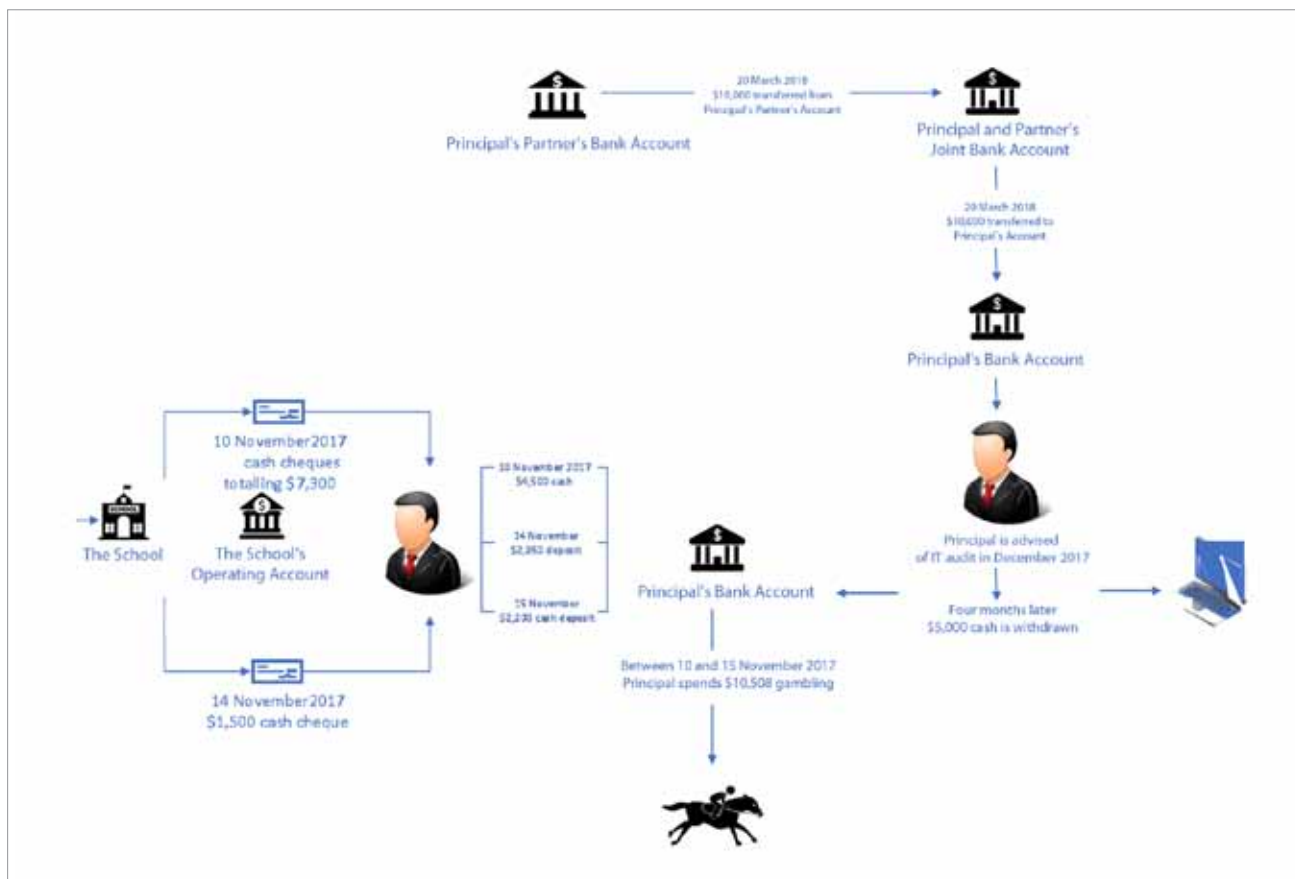 20 March 2018
$10,000 transferred from
Principal's Partner's Account
Principal's Partner's Bank Account
Principal and Partner's
Joint Bank Account
20 March 2018
$10,000 transferred to
Principal's Account
Principal's Bank Account
10 November 2017
cash cheques
totalling $7,300
SCHOOL
The School
The School's
Operating Account
14 November 2017
$1,500 cash cheque
10 November 2017
$4,500 cash
14 November
deposit
15 November
cash deposit
Principal's Bank Account
Between 10 and 15 November 2017
Principal spends $10,508 gambling
Principal is advised
of IT audit in December 2017
Four months later
$5,000 cash is withdrawn